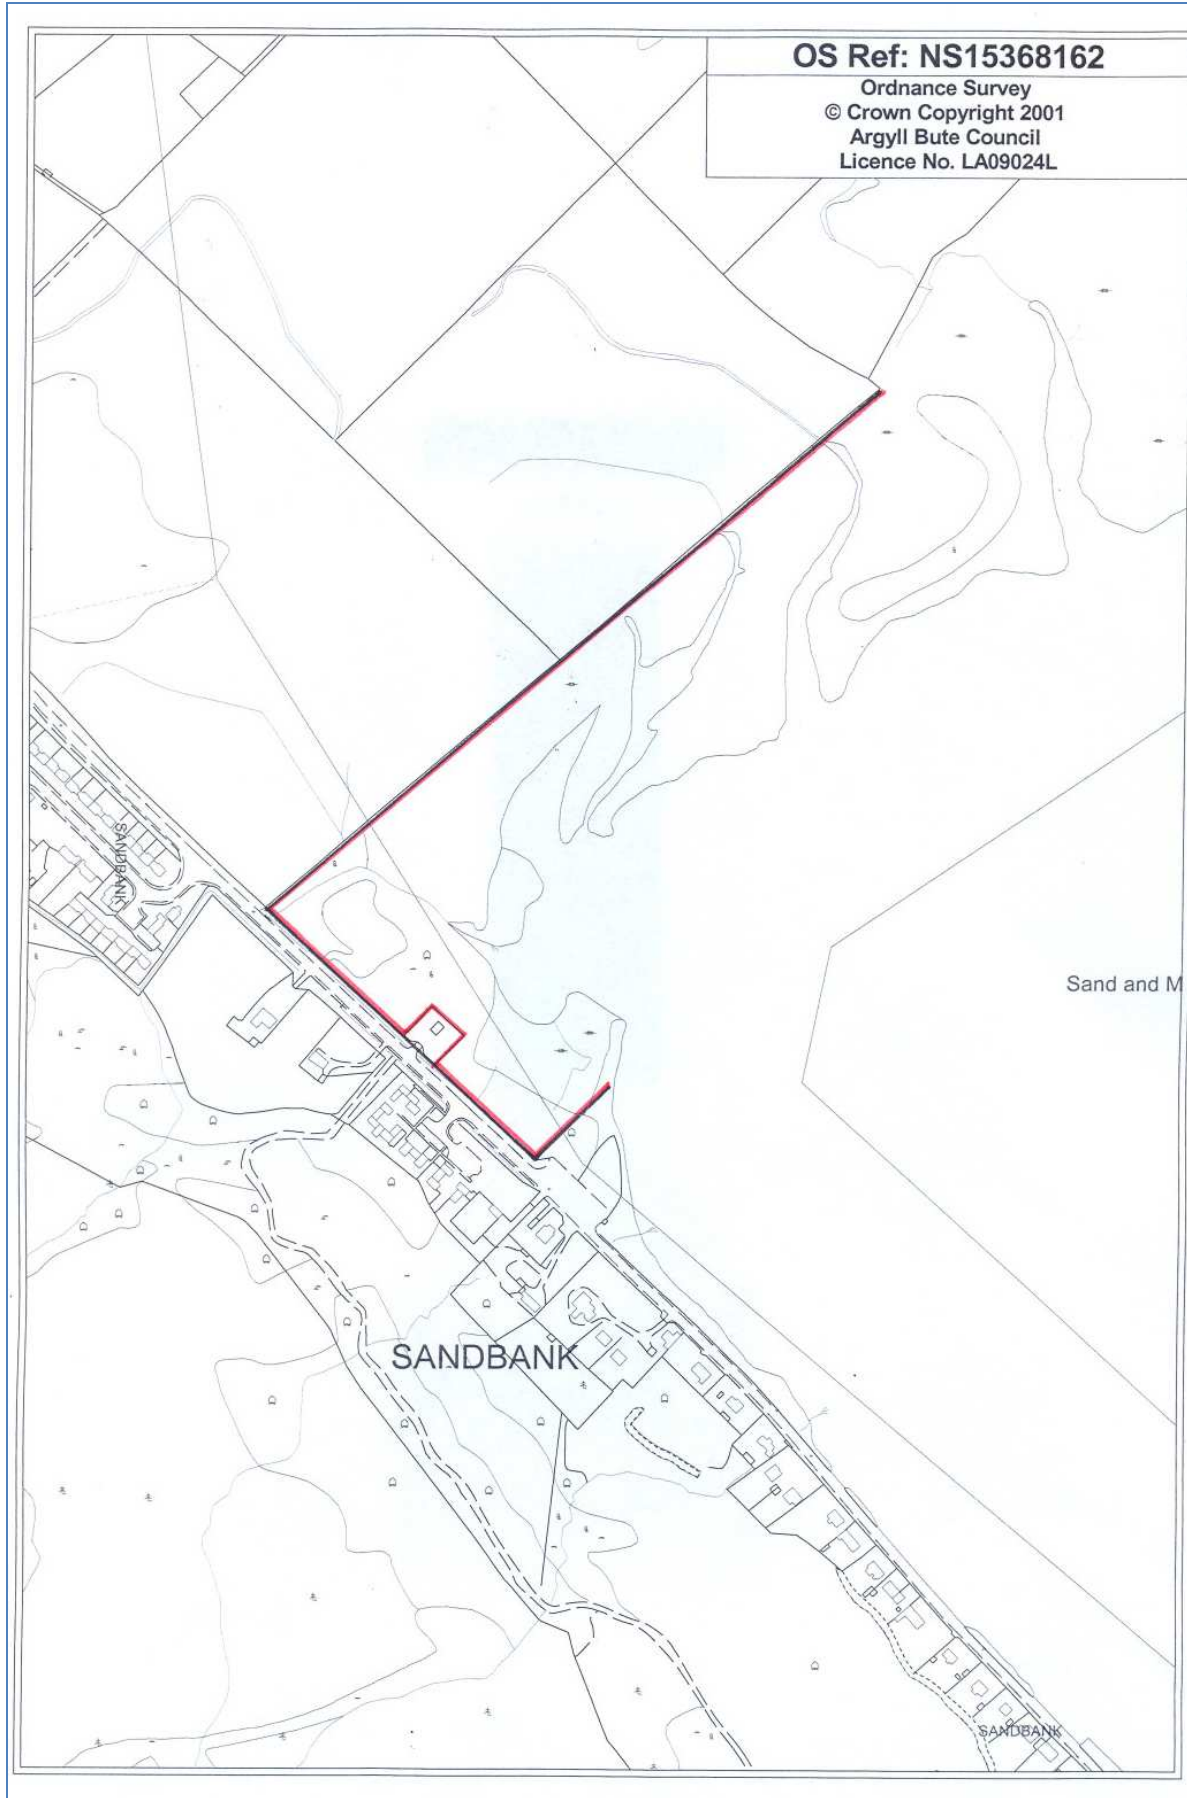 OS Ref: NS15368162
Ordnance Survey
© Crown Copyright 2001
Argyll Bute Council
Licence No. LA09024L
SANDBANK
Sand and M
SANDBANK
SANDBANK